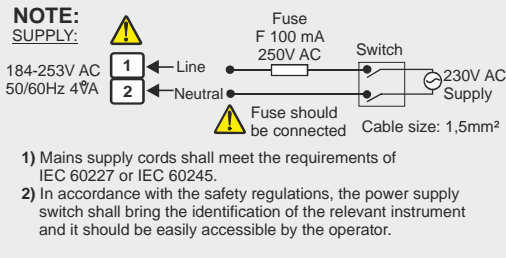 NOTE:
SUPPLY:
184-253V AC
50/60Hz 4VA
1
2
Line
Neutral
Fuse
F 100 mA
250V AC
Switch
230V AC
Supply
Fuse should
be connected
Cable size: 1,5mm²
1) Mains supply cords shall meet the requirements of
IEC 60227 or IEC 60245.
2) In accordance with the safety regulations, the power supply
switch shall bring the identification of the relevant instrument
and it should be easily accessible by the operator.